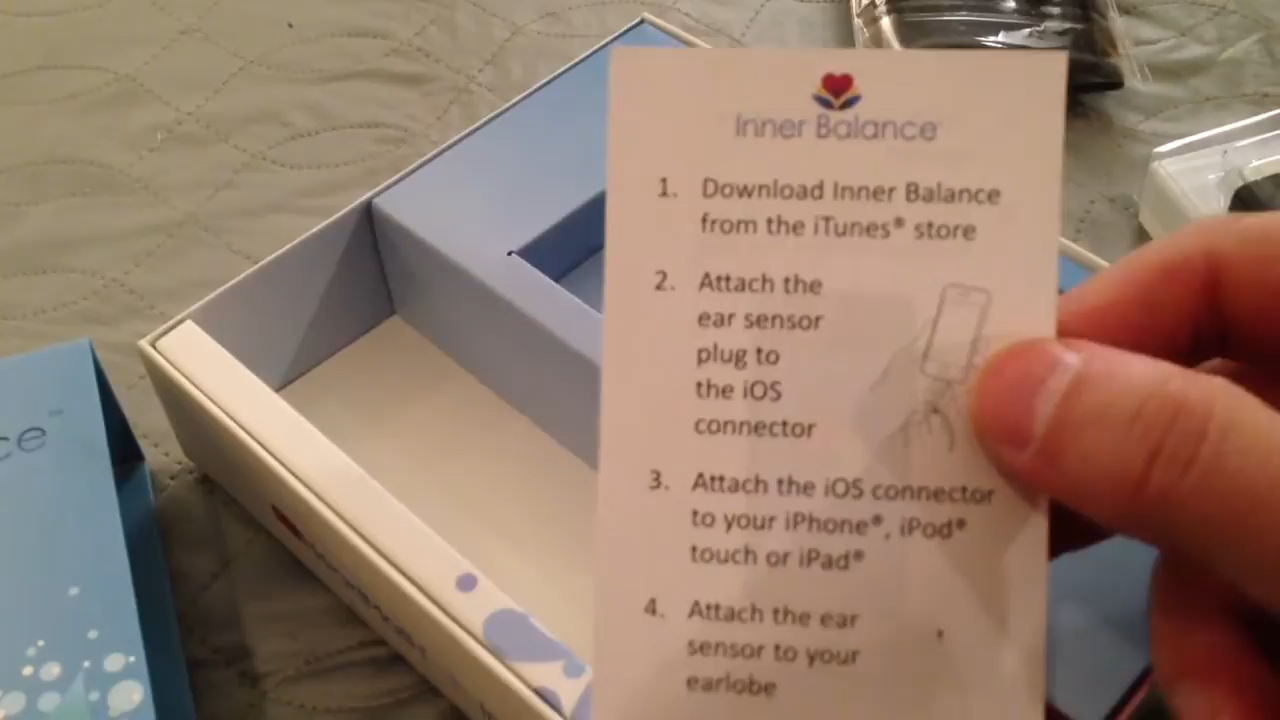 Inner Balance
1. Download Inner Balance
from the iTunes® store
2. Attach the
ear sensor
plug to
the iOS
connector
3. Attach the iOS connector
to your iPhone®, iPod®
touch or iPad®
4. Attach the ear
sensor to your
earlobe
ce™